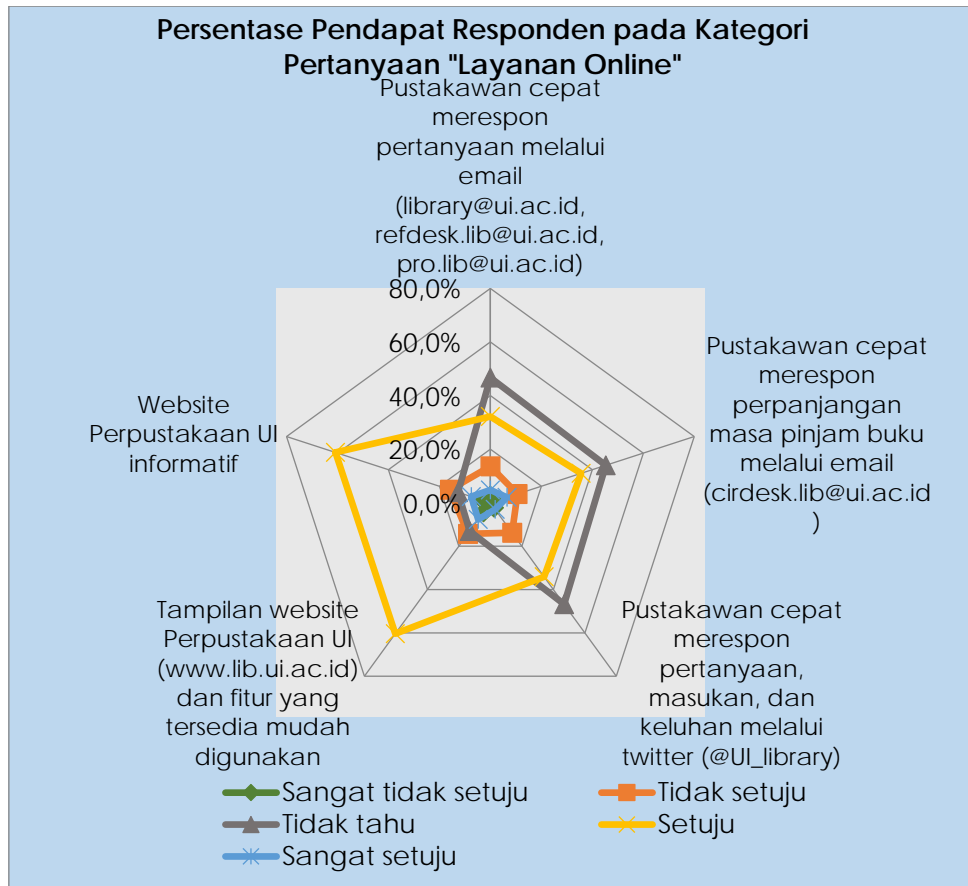 Persentase Pendapat Responden pada Kategori
Pertanyaan "Layanan Online"
Pustakawan cepat
merespon
pertanyaan melalui
email
(library@ui.ac.id,
refdesk.lib@ui.ac.id,
pro.lib@ui.ac.id)
80,0%
60,0%
40,0%
20,0%
0,0%
Pustakawan cepat
merespon
perpanjangan
masa pinjam buku
melalui email
(cirdesk.lib@ui.ac.id
)
Website
Perpustakaan UI
informatif
Tampilan website
Perpustakaan UI
(www.lib.ui.ac.id)
dan fitur yang
tersedia mudah
digunakan
Pustakawan cepat
merespon
pertanyaan,
masukan, dan
keluhan melalui
twitter (@UI_library)
Sangat tidak setuju
Tidak setuju
Tidak tahu
Setuju
Sangat setuju